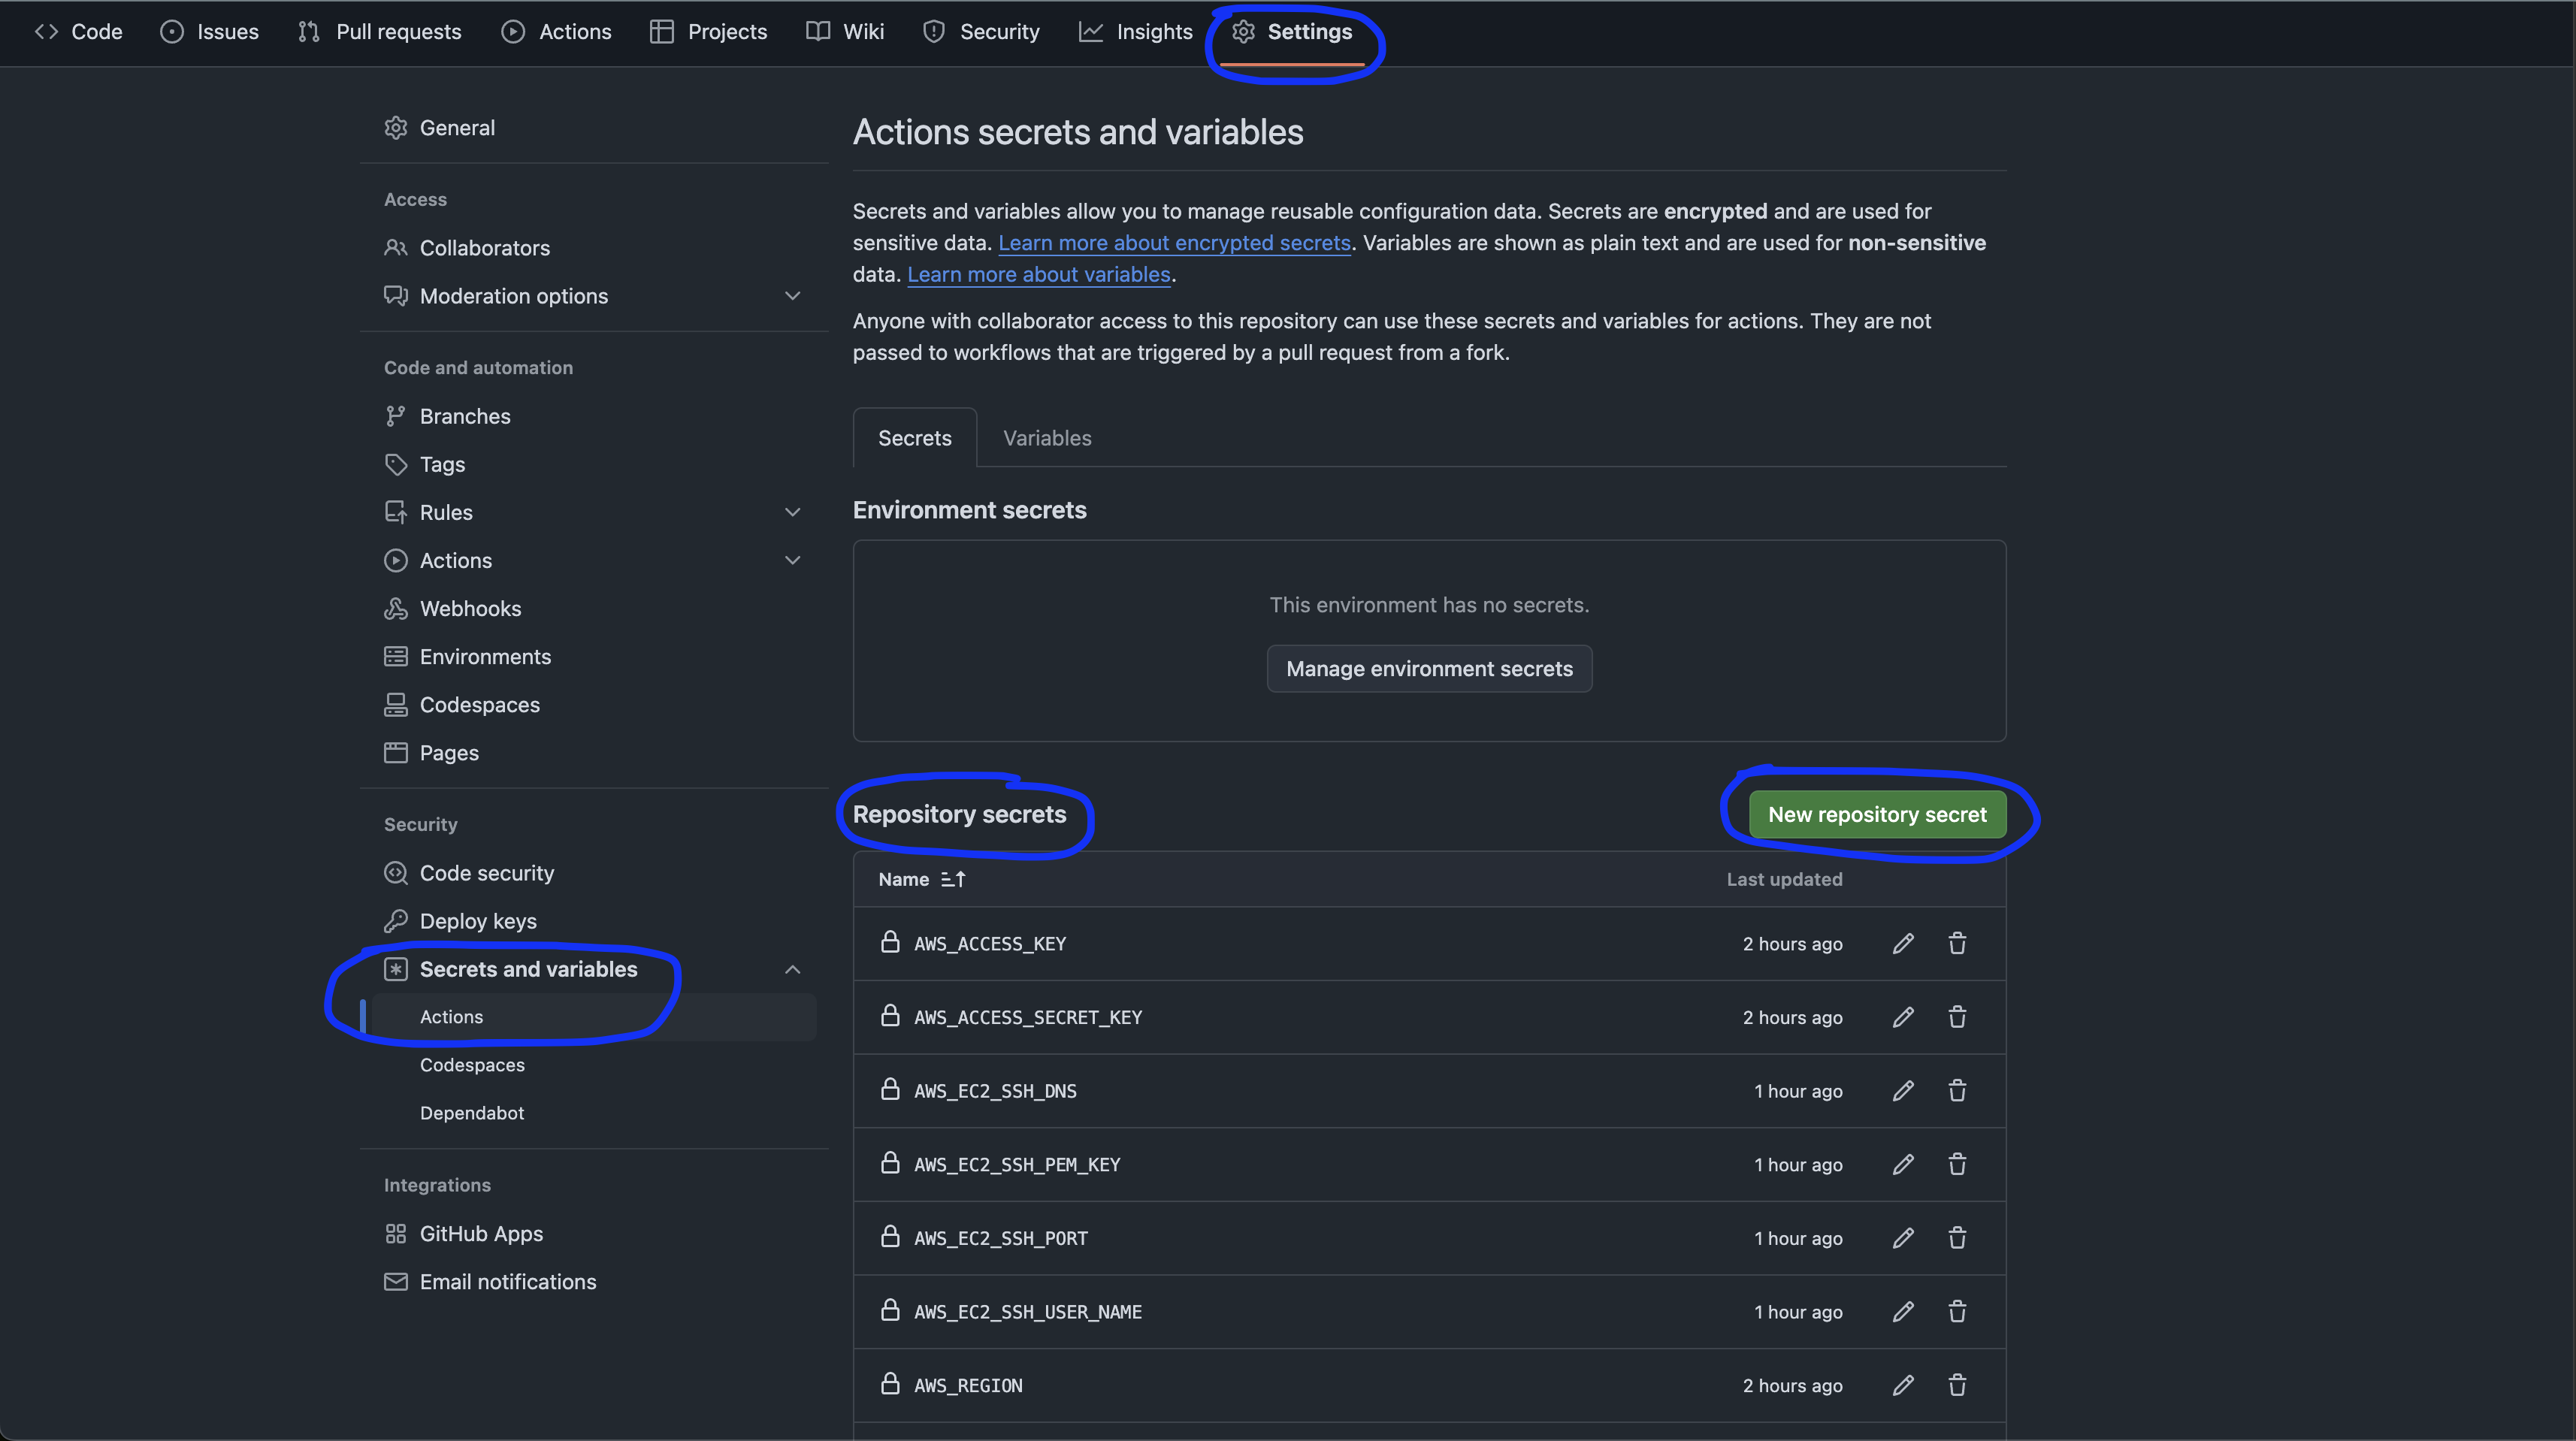 Code Issues Pull requests Actions Projects Wiki Security Insights Settings
General
Access
Collaborators
Moderation options
Code and automation
Branches
Tags
Rules
Actions
Webhooks
Environments
Codespaces
Pages
Security
Code security
Deploy keys
Secrets and variables
Actions
Codespaces
Dependabot
Integrations
GitHub Apps
Email notifications
Actions secrets and variables
Secrets and variables allow you to manage reusable configuration data. Secrets are encrypted and are used for
sensitive data. Learn more about encrypted secrets. Variables are shown as plain text and are used for non-sensitive
data. Learn more about variables.
Anyone with collaborator access to this repository can use these secrets and variables for actions. They are not
passed to workflows that are triggered by a pull request from a fork.
Secrets Variables
Environment secrets
This environment has no secrets.
Manage environment secrets
Repository secrets New repository secret
Name Last updated
AWS_ACCESS_KEY 2 hours ago
AWS_ACCESS_SECRET_KEY 2 hours ago
AWS_EC2_SSH_DNS 1 hour ago
AWS_EC2_SSH_PEM_KEY 1 hour ago
AWS_EC2_SSH_PORT 1 hour ago
AWS_EC2_SSH_USER_NAME 1 hour ago
AWS_REGION 2 hours ago